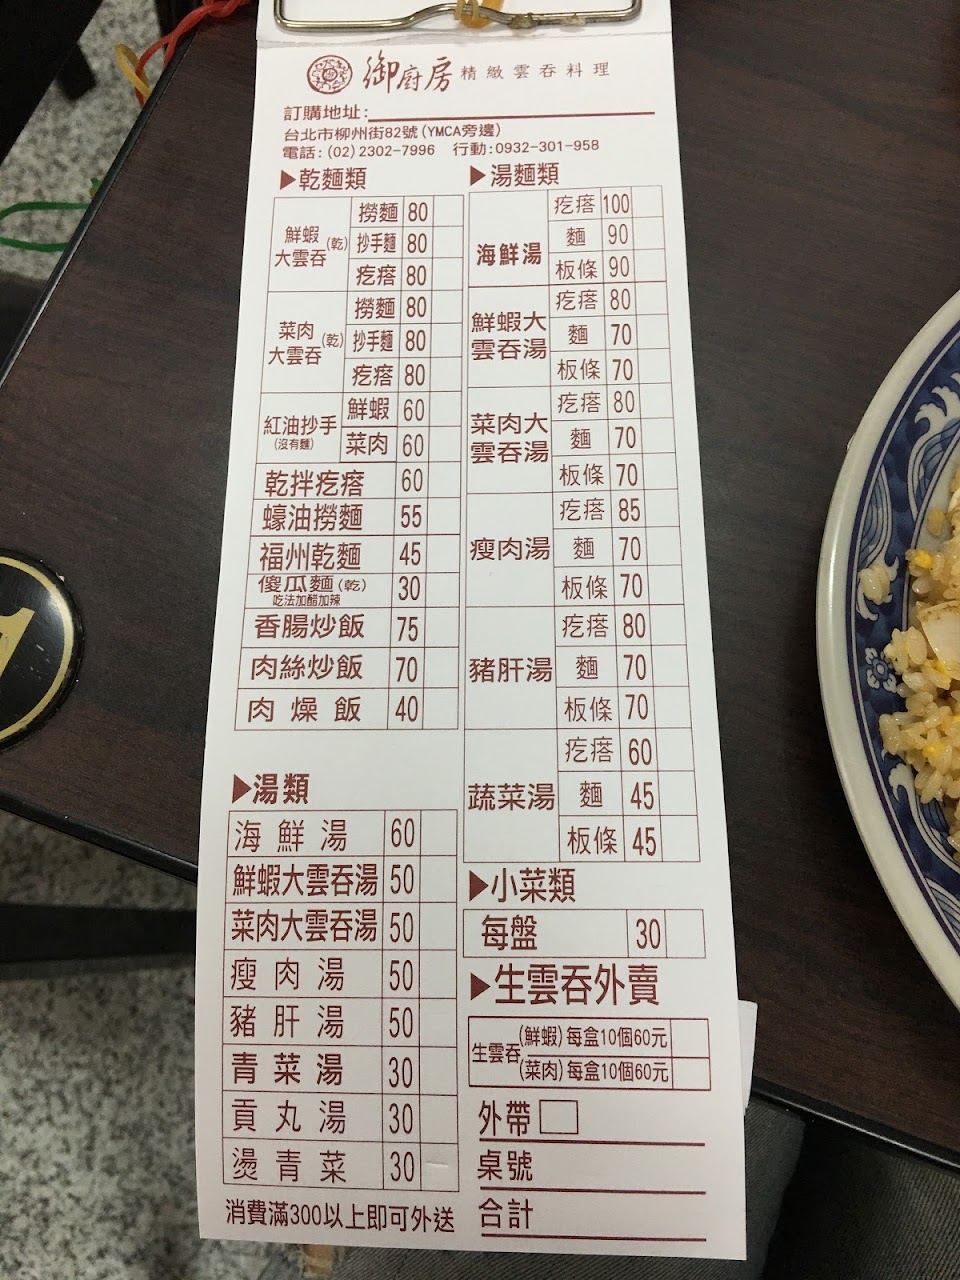 御廚房 精緻雲吞料理
訂購地址:
台北市柳州街82號(YMCA旁邊)
電話:(02)2302-7996 行動:0932-301-958
▶乾麵類
鮮蝦大雲吞(乾) 撈麵 80
抄手麵 80
疙瘩 80
菜肉大雲吞(乾) 撈麵 80
抄手麵 80
疙瘩 80
紅油抄手(沒有麵) 鮮蝦 60
菜肉 60
乾拌疙瘩 60
蠔油撈麵 55
福州乾麵 45
傻瓜麵(乾) 30
吃法加醋加辣
香腸炒飯 75
肉絲炒飯 70
肉燥飯 40
▶湯類
海鮮湯 60
鮮蝦大雲吞湯 50
菜肉大雲吞湯 50
瘦肉湯 50
豬肝湯 50
青菜湯 30
貢丸湯 30
燙青菜 30
消費滿300以上即可外送
▶湯麵類
海鮮湯 疙瘩 100
麵 90
板條 90
鮮蝦大雲吞湯 疙瘩 80
麵 70
板條 70
菜肉大雲吞湯 疙瘩 80
麵 70
板條 70
瘦肉湯 疙瘩 85
麵 70
板條 70
豬肝湯 疙瘩 80
麵 70
板條 70
蔬菜湯 疙瘩 60
麵 45
板條 45
▶小菜類
每盤 30
▶生雲吞外賣
生雲吞 (鮮蝦)每盒10個60元
(菜肉)每盒10個60元
外帶
桌號
合計